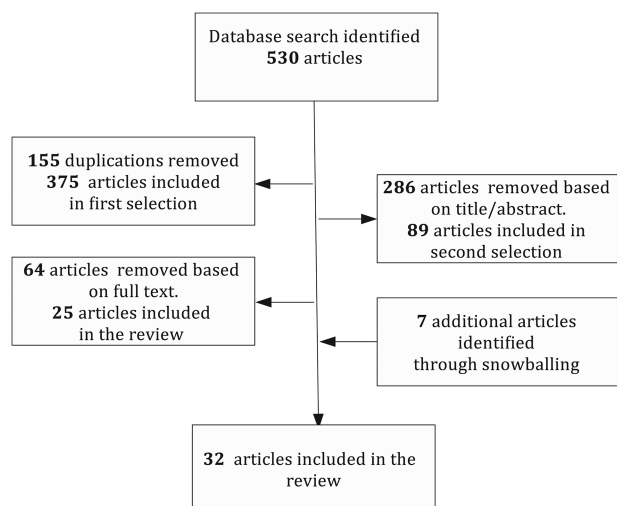 Database search identified
530 articles
155 duplications removed
375 articles included
in first selection
286 articles removed based
on title/abstract.
89 articles included in
second selection
64 articles removed based
on full text.
25 articles included
in the review
7 additional articles
identified
through snowballing
32 articles included in the
review